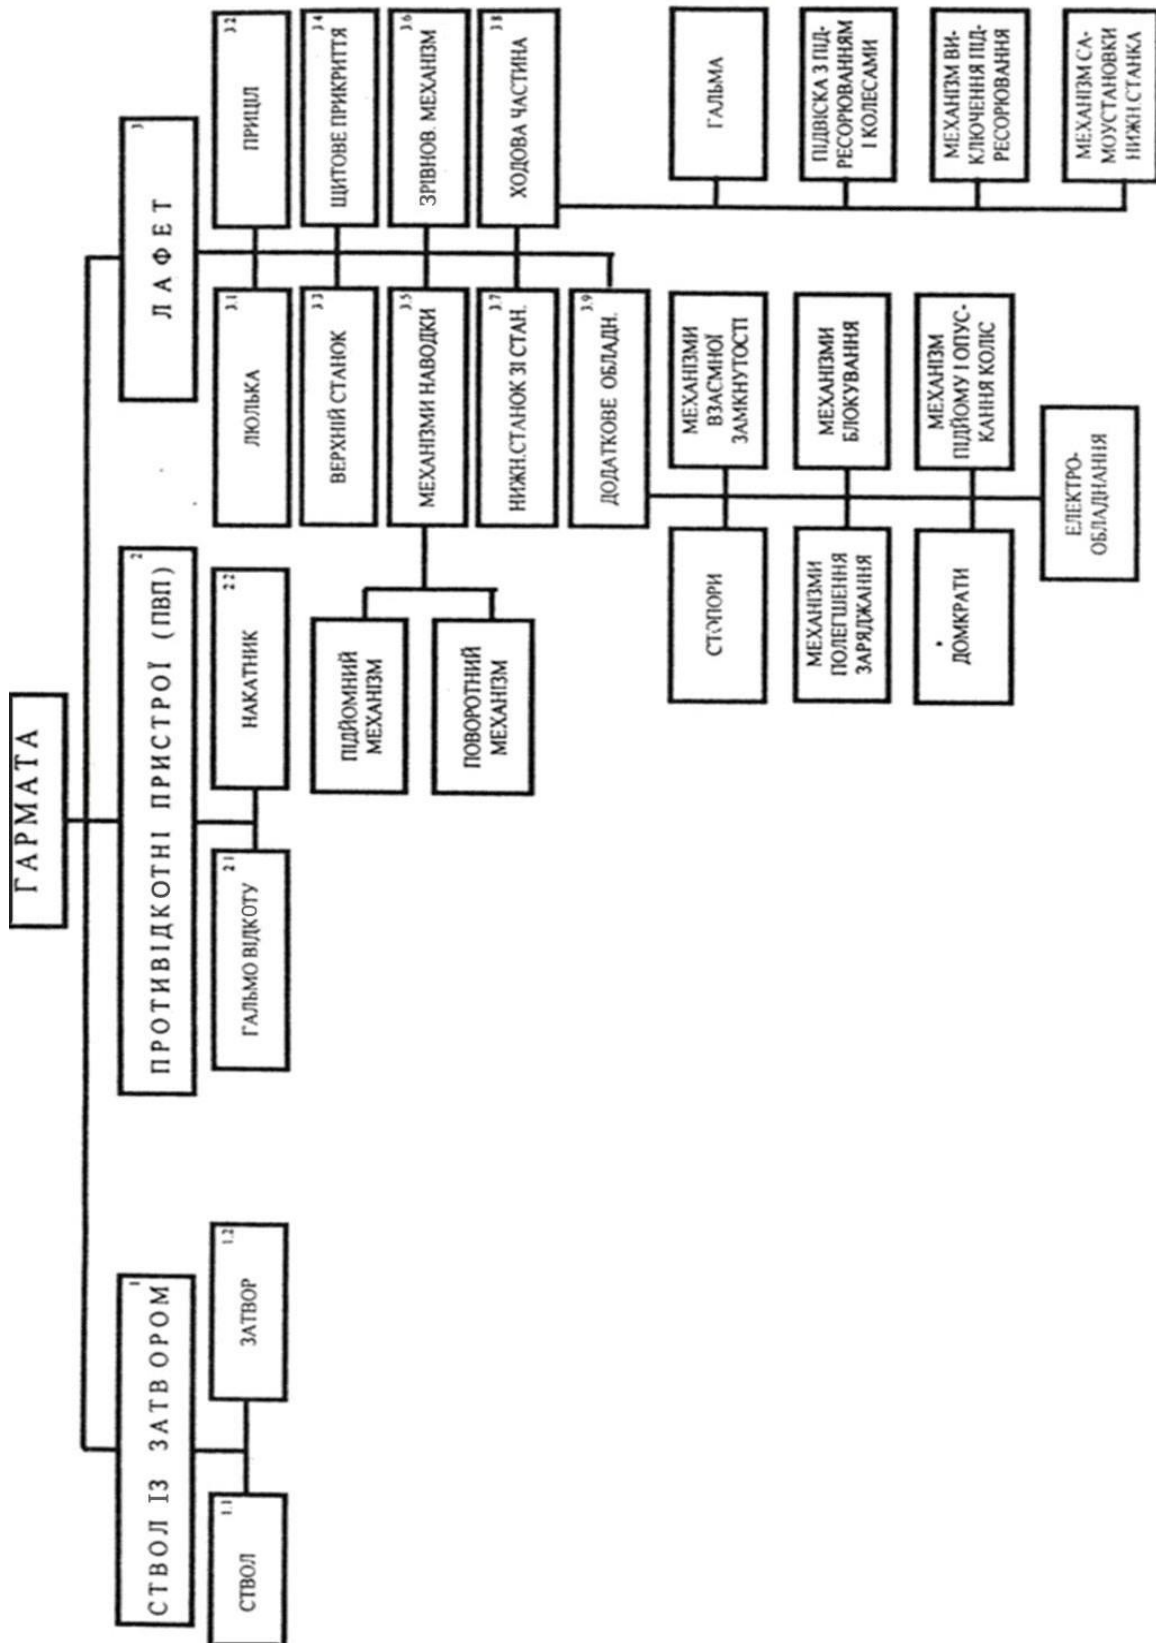 ГАРМАТА
СТВОЛ ІЗ ЗАТВОРОМ
1
ПРОТИВІДКОТНІ ПРИСТРОЇ (ПВП)
2
ЛАФЕТ
3
СТВОЛ
1.1
ЗАТВОР
1.2
ГАЛЬМО ВІДКОТУ
2.1
НАКАТНИК
2.2
ЛЮЛЬКА
3.1
ПРИЦІЛ
3.2
ВЕРХНІЙ СТАНОК
3.3
ЩИТОВЕ ПРИКРИТТЯ
3.4
МЕХАНІЗМИ НАВОДКИ
3.5
ЗРІВНОВ. МЕХАНІЗМ
3.6
НИЖН.СТАНОК ЗІ СТАН.
3.7
ХОДОВА ЧАСТИНА
3.8
ДОДАТКОВЕ ОБЛАДН.
3.9
ПІДЙОМНИЙ
МЕХАНІЗМ
ПОВОРОТНИЙ
МЕХАНІЗМ
СТОПОРИ
МЕХАНІЗМИ
ВЗАЄМНОЇ
ЗАМКНУТОСТІ
МЕХАНІЗМИ
ПОЛЕГШЕННЯ
ЗАРЯДЖАННЯ
МЕХАНІЗМИ
БЛОКУВАННЯ
ДОМКРАТИ
МЕХАНІЗМ
ПІДЙОМУ І ОПУС-
КАННЯ КОЛІС
ЕЛЕКТРО-
ОБЛАДНАННЯ
ГАЛЬМА
ПІДВІСКА З ПІД-
РЕСОРЮВАННЯМ
І КОЛЕСАМИ
МЕХАНІЗМ ВИ-
КЛЮЧЕННЯ ПІД-
РЕСОРЮВАННЯ
МЕХАНІЗМ СА-
МОУСТАНОВКИ
НИЖН.СТАНКА